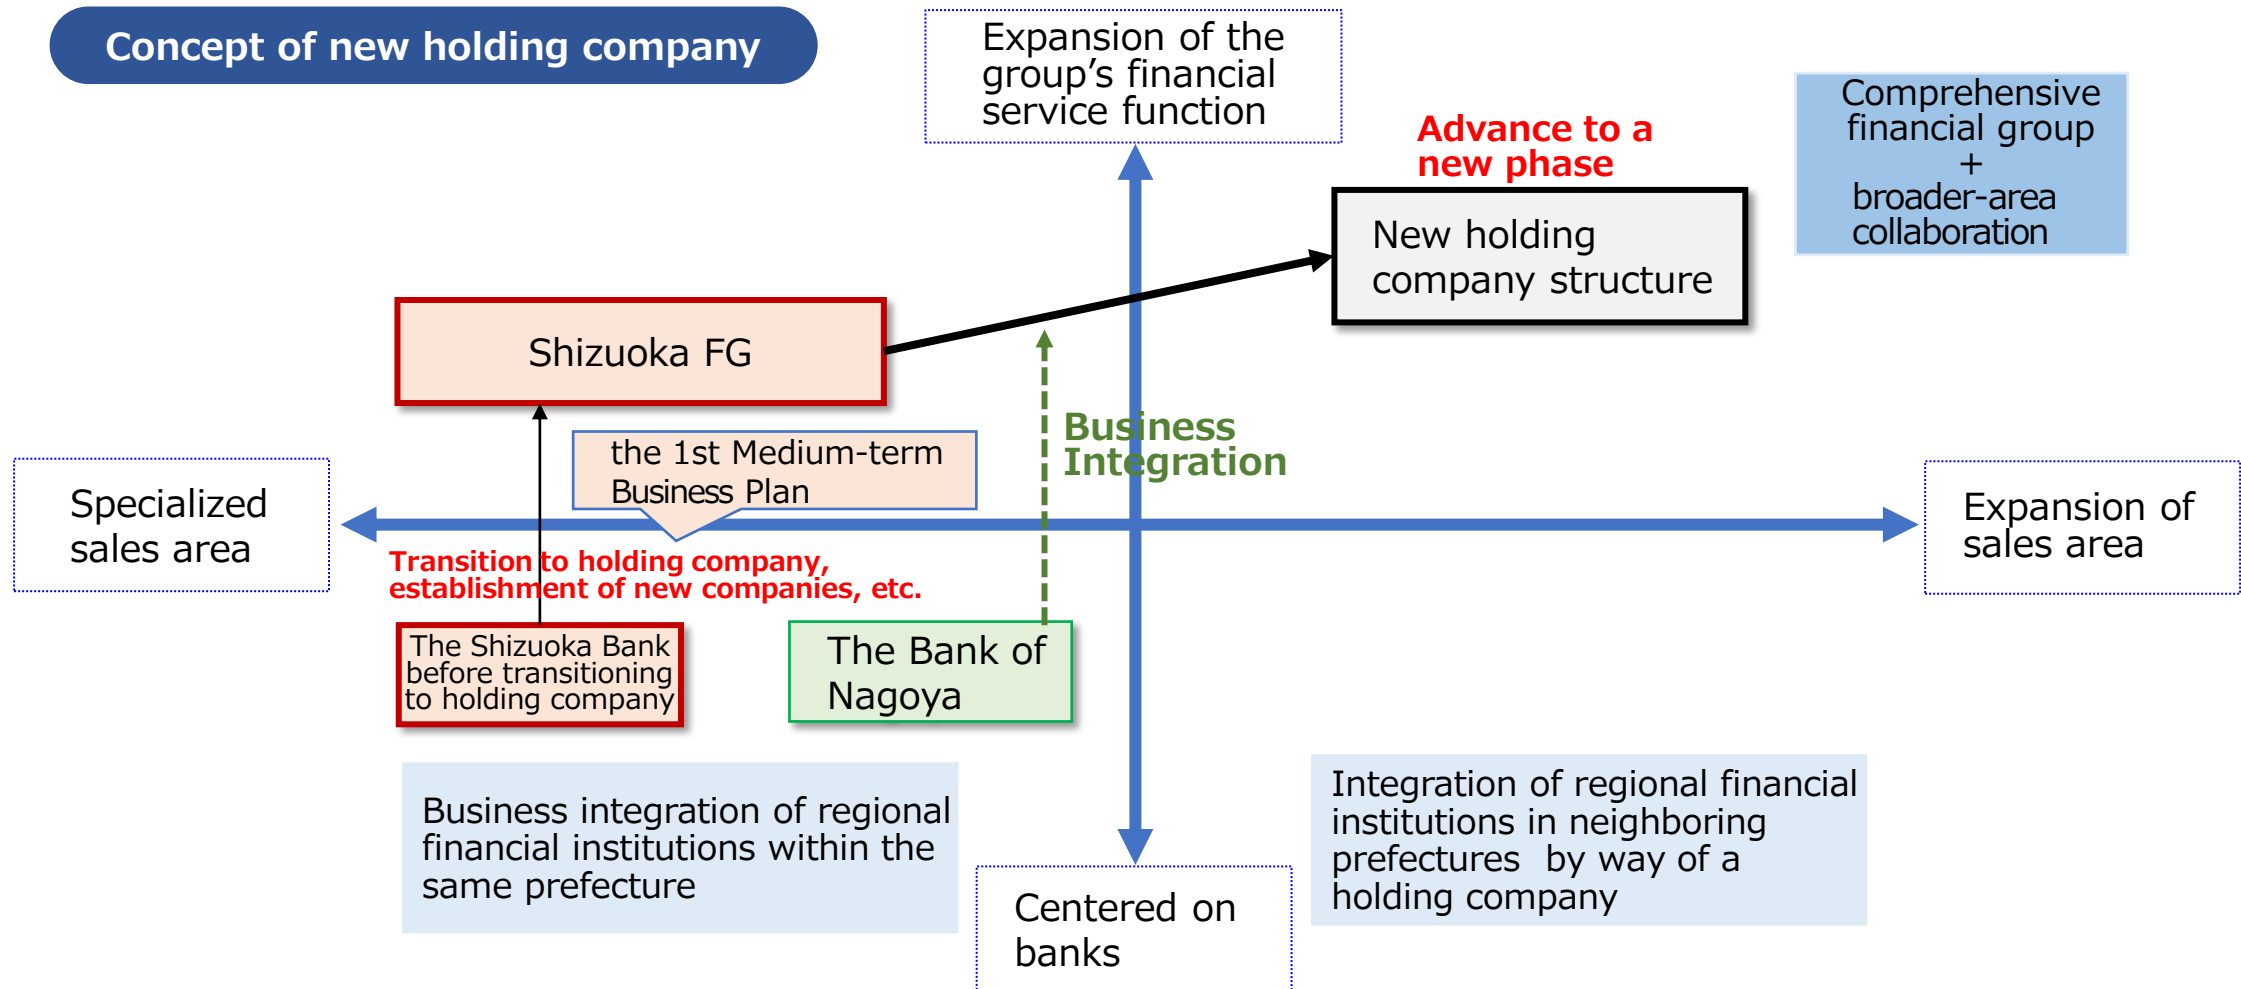 Concept of new holding company
Expansion of the
group’s financial
service function
Advance to a
new phase
Comprehensive
financial group
+
broader-area
collaboration
New holding
company structure
Shizuoka FG
the 1st Medium-term
Business Plan
Business
Integration
Specialized
sales area
Expansion of
sales area
Transition to holding company,
establishment of new companies, etc.
The Shizuoka Bank
before transitioning
to holding company
The Bank of
Nagoya
Business integration of regional
financial institutions within the
same prefecture
Integration of regional financial
institutions in neighboring
prefectures by way of a
holding company
Centered on
banks